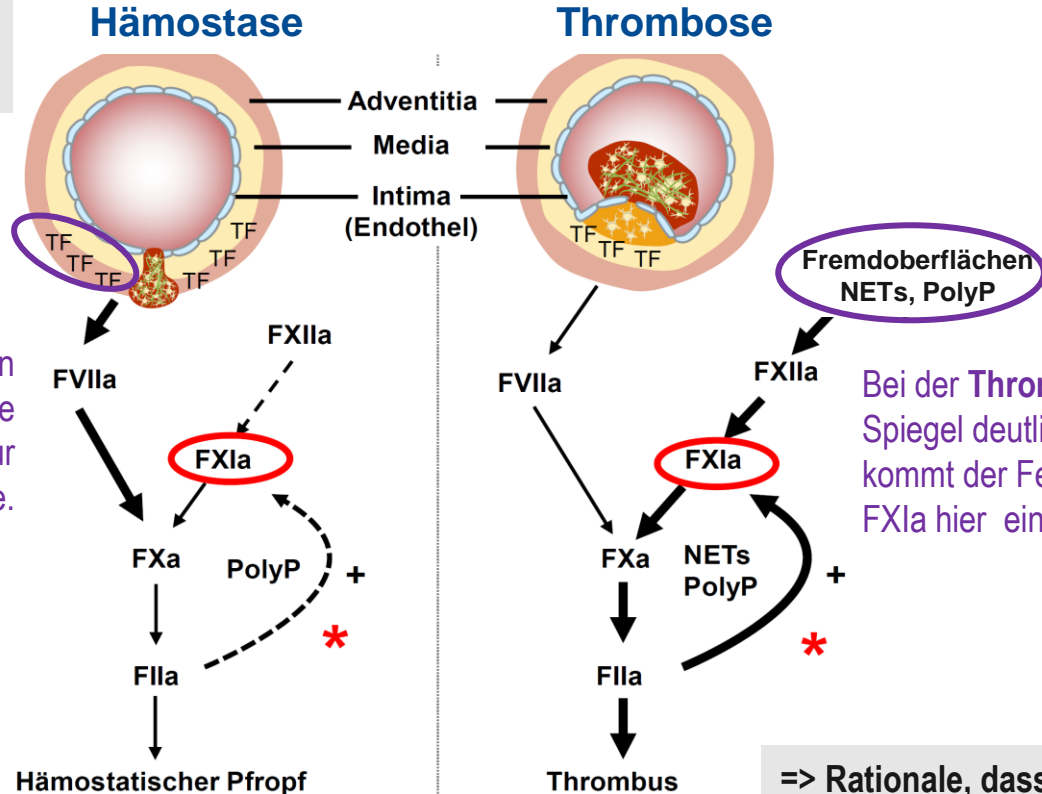 Hämostase
Thrombose
Adventitia
Media
Intima
(Endothel)
TF
TF
TF
TF
TF
TF
TF
TF
TF
Fremdoberflächen
NETs, PolyP
FXIIa
FVIIa
FXIa
FXa
PolyP
+
*
FIIa
Hämostatischer Pfropf
FVIIa
FXIIa
FXIa
FXa
NETs
PolyP
+
*
FIIa
Thrombus
n
e
ur
e.
Bei der Thron
Spiegel deutli
kommt der Fe
FXIa hier ein
=> Rationale, dass